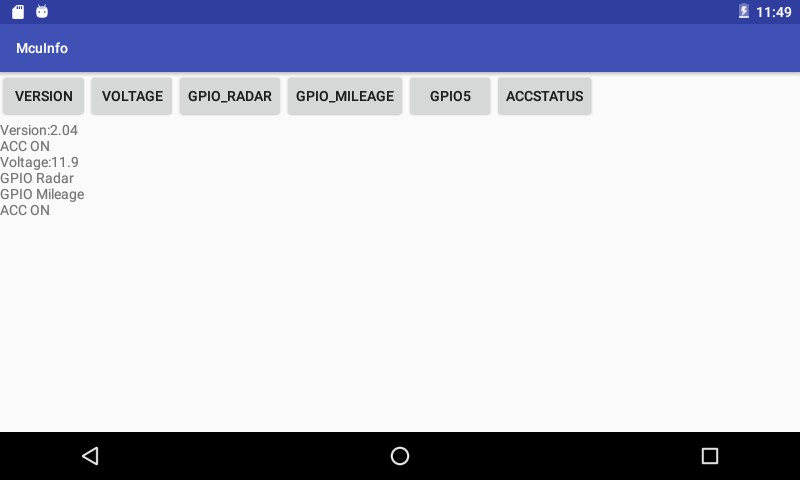 11:49
McuInfo
VERSION VOLTAGE GPIO_RADAR GPIO_MILEAGE GPIO5 ACCSTATUS
Version:2.04
ACC ON
Voltage:11.9
GPIO Radar
GPIO Mileage
ACC ON